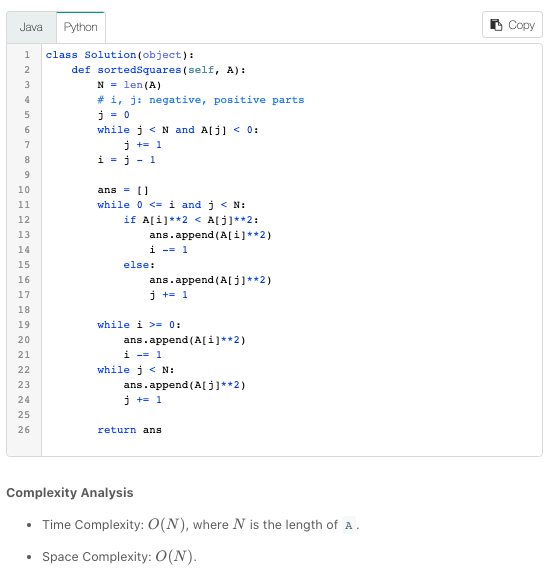 Java Python Copy
1 class Solution(object):
2     def sortedSquares(self, A):
3         N = len(A)
4         # i, j: negative, positive parts
5         j = 0
6         while j < N and A[j] < 0:
7             j += 1
8         i = j - 1
9
10         ans = []
11         while 0 <= i and j < N:
12             if A[i]**2 < A[j]**2:
13                 ans.append(A[i]**2)
14                 i -= 1
15             else:
16                 ans.append(A[j]**2)
17                 j += 1
18
19         while i >= 0:
20             ans.append(A[i]**2)
21             i -= 1
22         while j < N:
23             ans.append(A[j]**2)
24             j += 1
25
26         return ans
Complexity Analysis
• Time Complexity: O(N), where N is the length of A.
• Space Complexity: O(N).